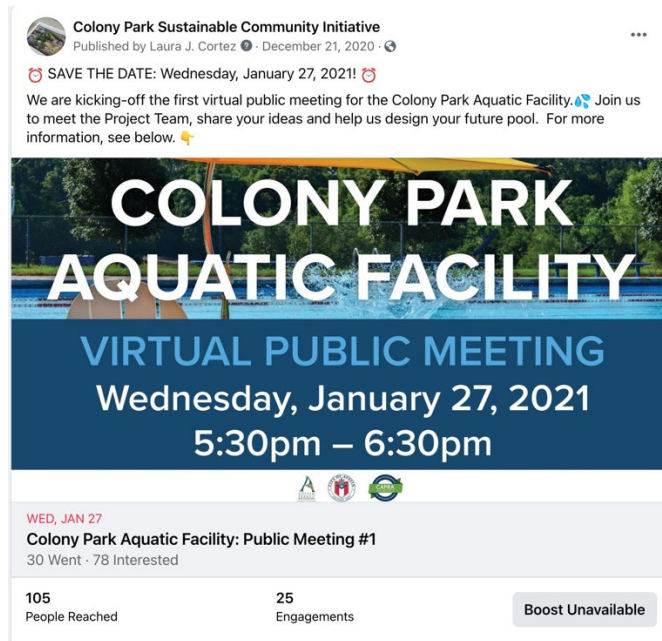 Colony Park Sustainable Community Initiative
Published by Laura J. Cortez · December 21, 2020 ·
⏰ SAVE THE DATE: Wednesday, January 27, 2021! ⏰
We are kicking-off the first virtual public meeting for the Colony Park Aquatic Facility.💦 Join us
to meet the Project Team, share your ideas and help us design your future pool. For more
information, see below. 👇
COLONY PARK
AQUATIC FACILITY
VIRTUAL PUBLIC MEETING
Wednesday, January 27, 2021
5:30pm – 6:30pm
CAPRA
WED, JAN 27
Colony Park Aquatic Facility: Public Meeting #1
30 Went · 78 Interested
105
People Reached
25
Engagements
Boost Unavailable